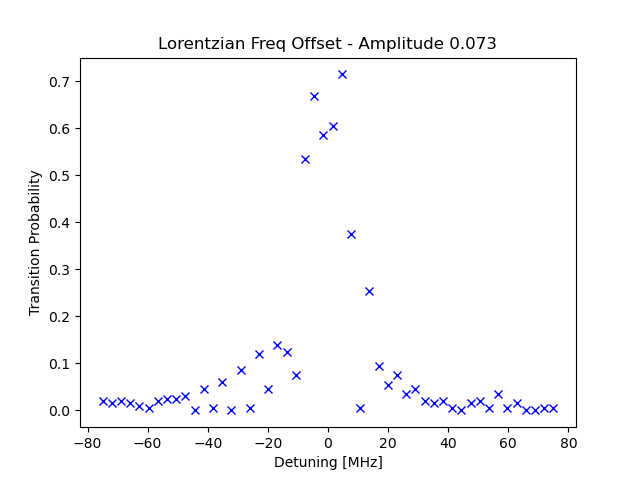 Lorentzian Freq Offset - Amplitude 0.073
Transition Probability
0.7
0.6
0.5
0.4
0.3
0.2
0.1
0.0
−80 −60 −40 −20 0 20 40 60 80
Detuning [MHz]